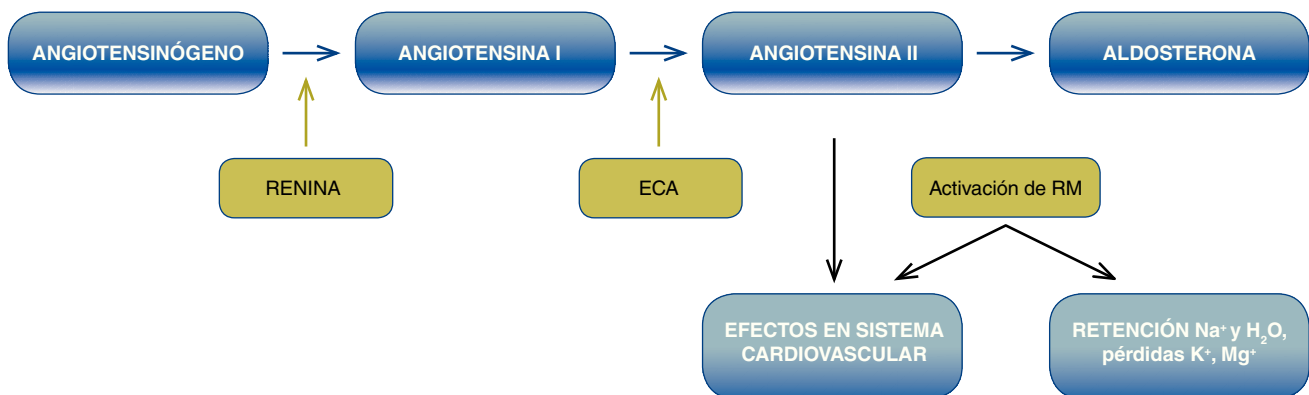 ANGIOTENSINÓGENO
ANGIOTENSINA I
ANGIOTENSINA II
ALDOSTERONA
RENINA
ECA
Activación de RM
EFECTOS EN SISTEMA
CARDIOVASCULAR
RETENCIÓN Na⁺ y H₂O,
pérdidas K⁺, Mg⁺